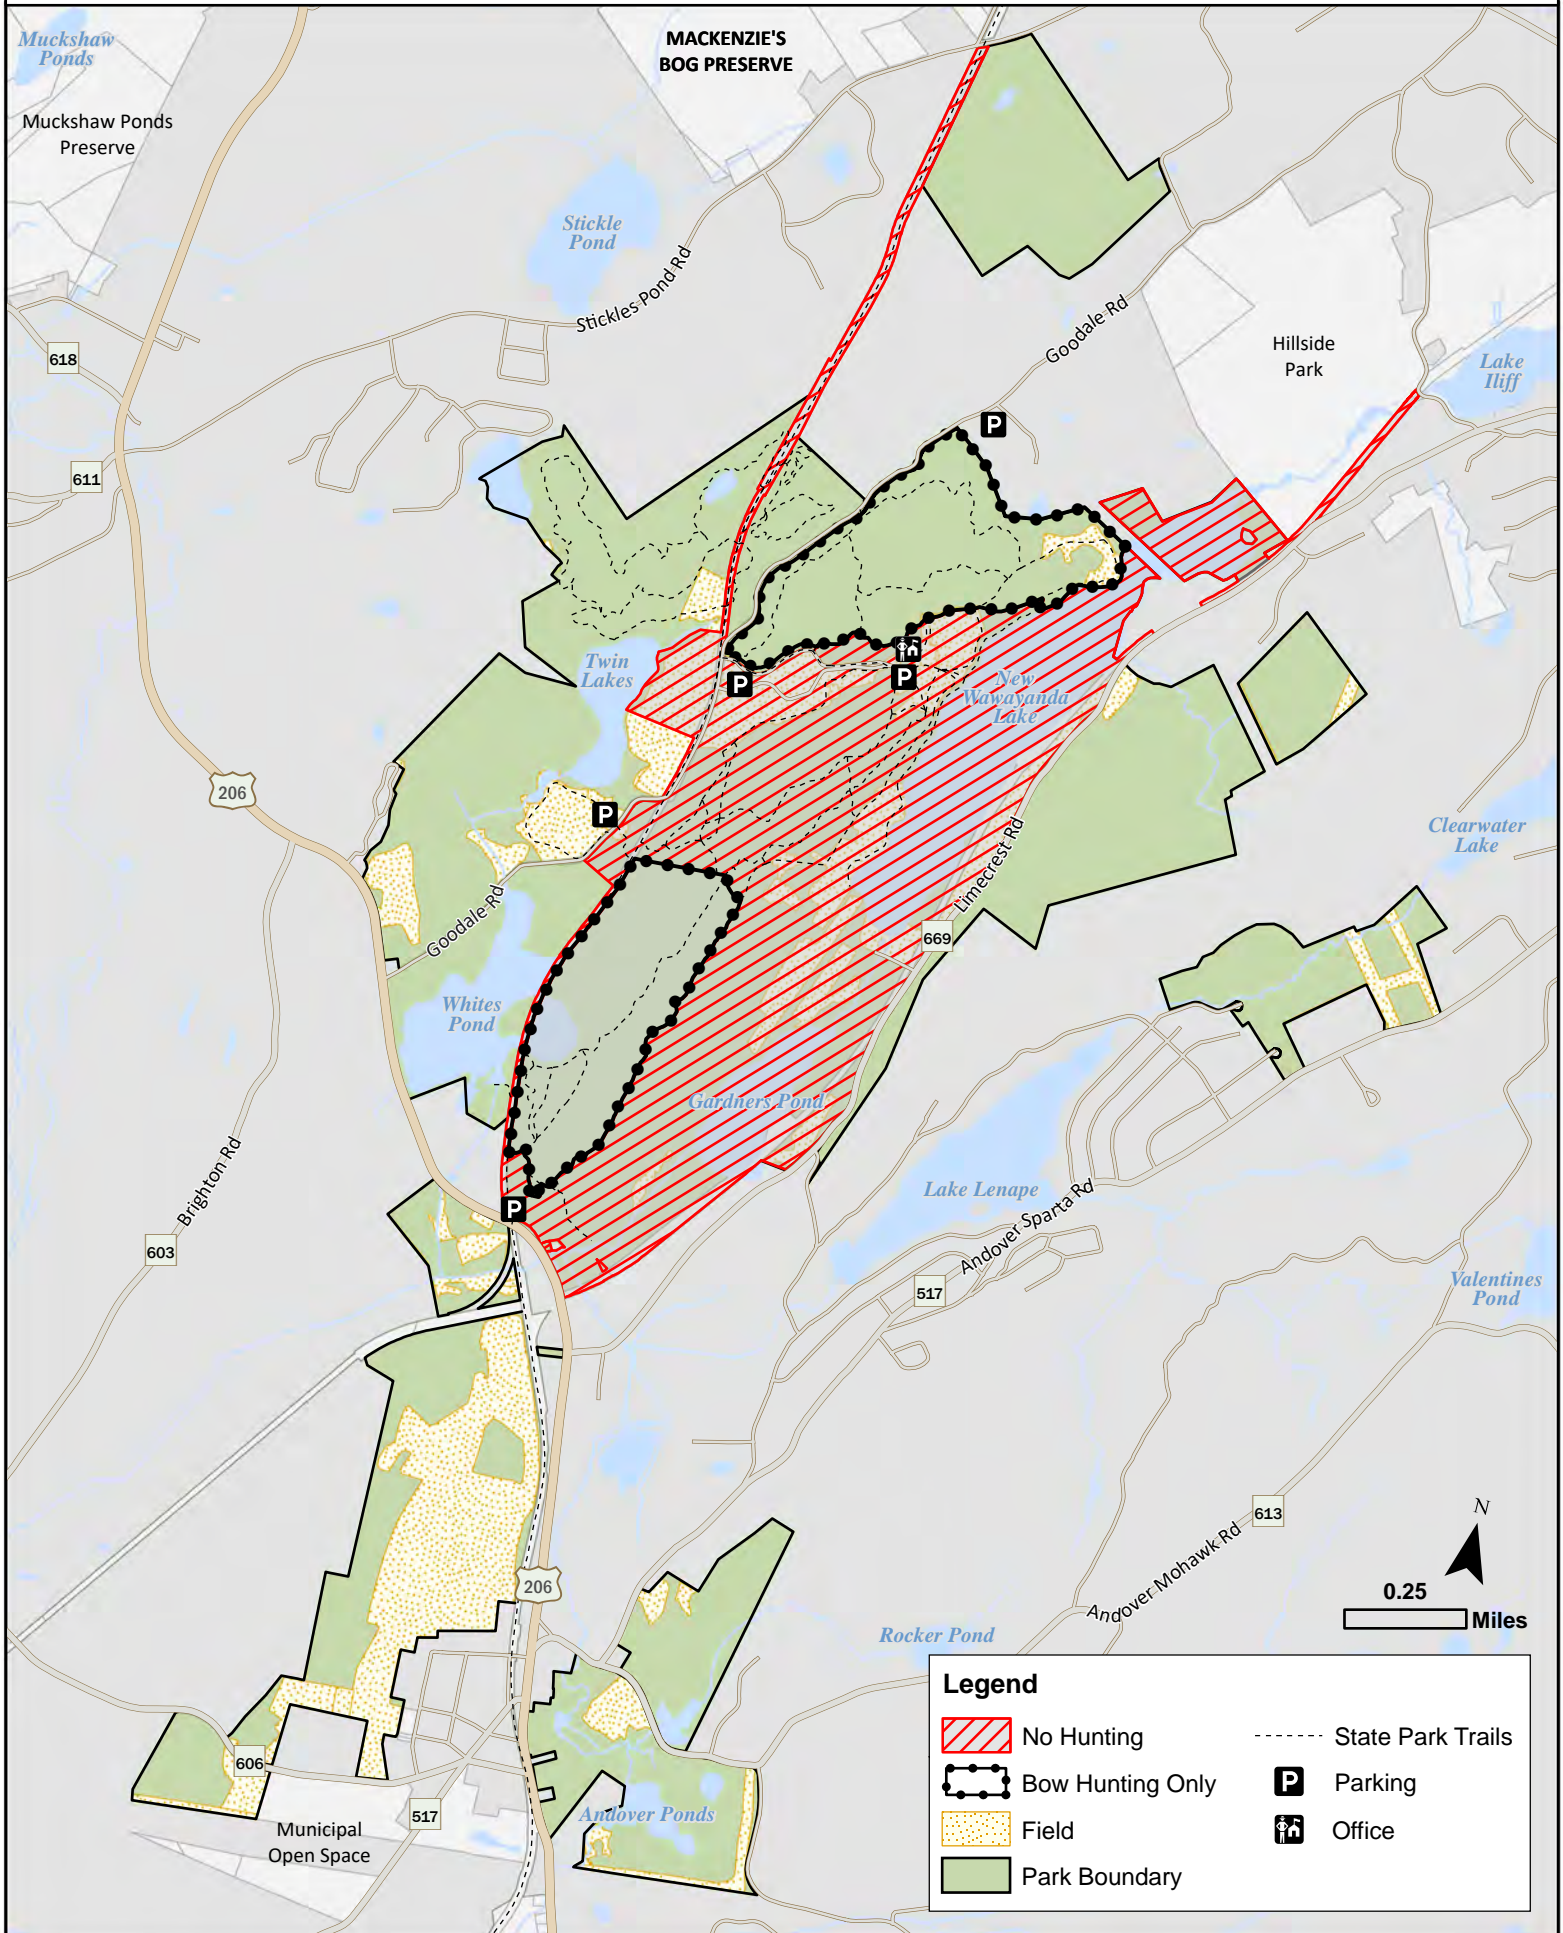 Muckshaw
Ponds
MACKENZIE'S
BOG PRESERVE
Muckshaw Ponds
Preserve
Stickle
Pond
Stickles Pond Rd
Goodale Rd
Hillside
Park
Lake
Iliff
618
611
P
Twin
Lakes
P
P
New
Wawayanda
Lake
206
P
Clearwater
Lake
Limecrest Rd
Goodale Rd
669
Whites
Pond
Gardners Pond
Brighton Rd
Lake Lenape
Andover Sparta Rd
P
603
517
Valentines
Pond
613
N
206
Andover Mohawk Rd
0.25
Miles
Rocker Pond
606
517
Andover Ponds
Municipal
Open Space
Legend
No Hunting
Bow Hunting Only
Field
Park Boundary
State Park Trails
P Parking
Office